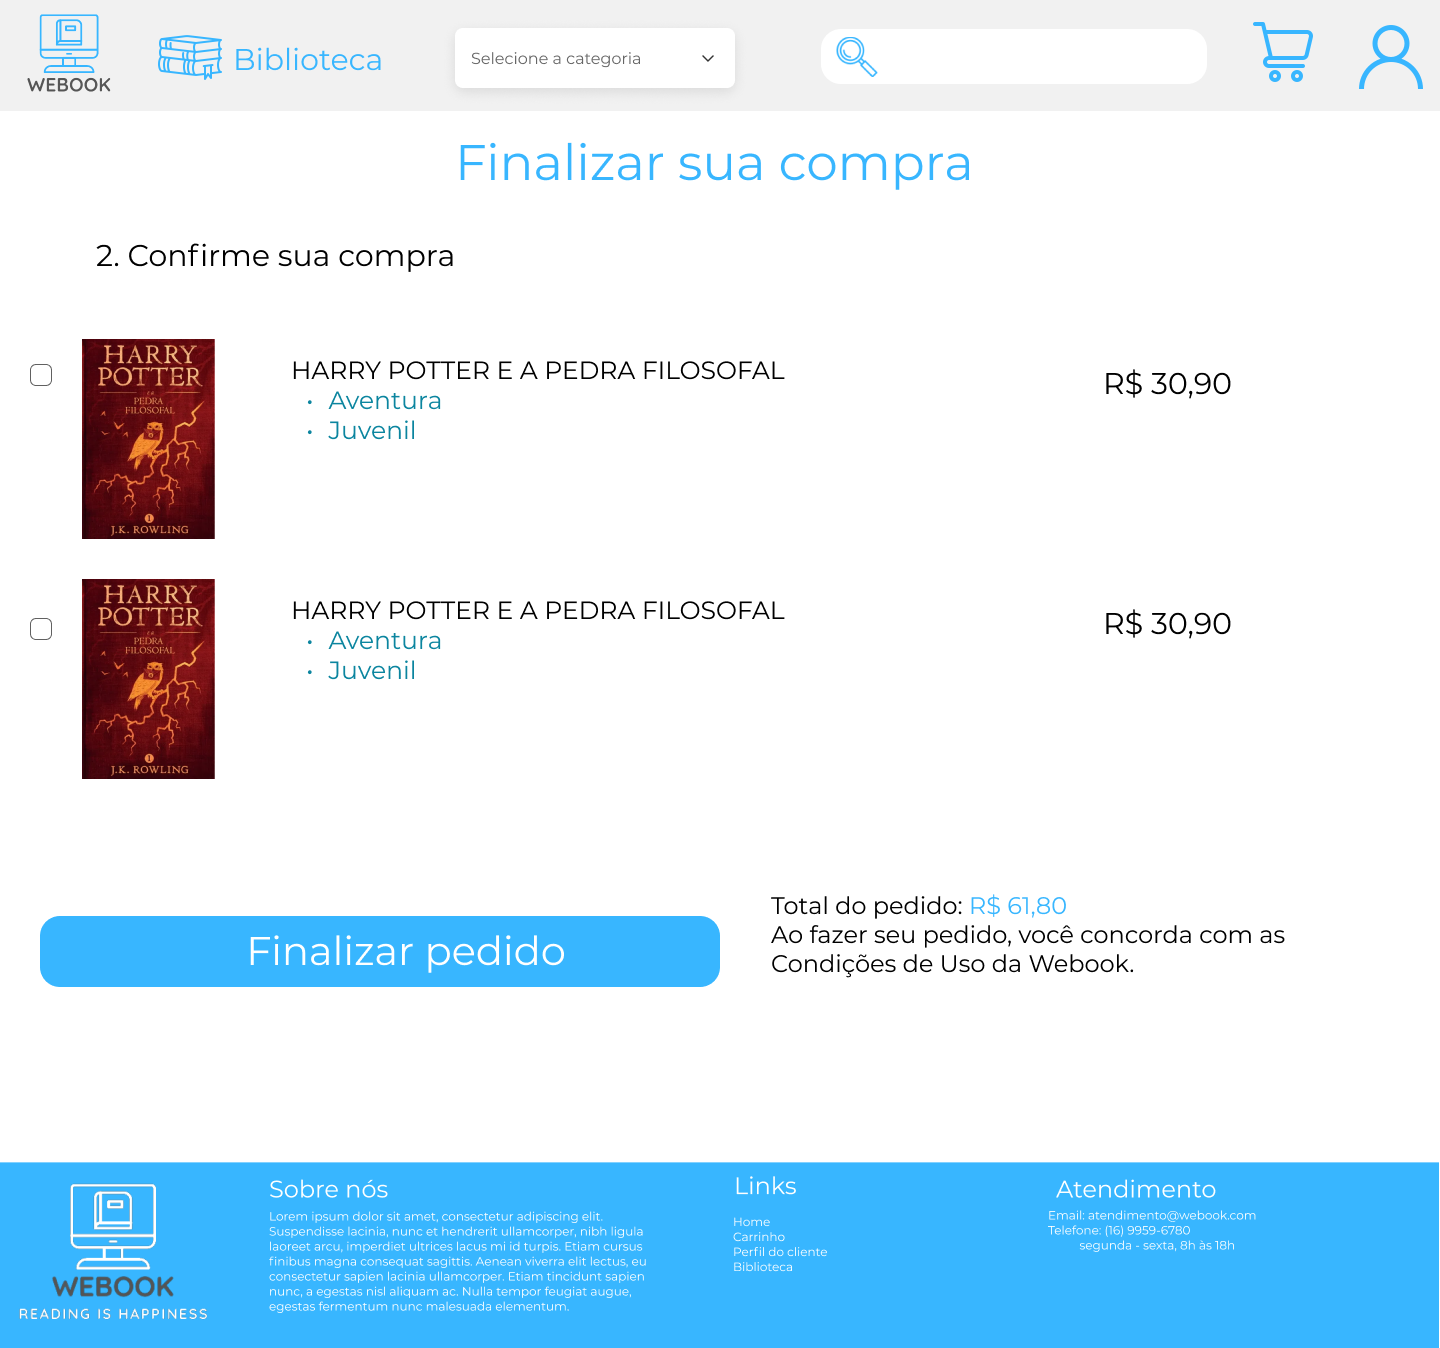 WEBOOK
Biblioteca
Selecione a categoria
Finalizar sua compra
2. Confirme sua compra
HARRY
POTTER
e a
PEDRA
FILOSOFAL
1
J.K. ROWLING
HARRY POTTER E A PEDRA FILOSOFAL
• Aventura
• Juvenil
R$ 30,90
HARRY
POTTER
e a
PEDRA
FILOSOFAL
1
J.K. ROWLING
HARRY POTTER E A PEDRA FILOSOFAL
• Aventura
• Juvenil
R$ 30,90
Finalizar pedido
Total do pedido: R$ 61,80
Ao fazer seu pedido, você concorda com as
Condições de Uso da Webook.
WEBOOK
READING IS HAPPINESS
Sobre nós
Lorem ipsum dolor sit amet, consectetur adipiscing elit.
Suspendisse lacinia, nunc et hendrerit ullamcorper, nibh ligula
laoreet arcu, imperdiet ultrices lacus mi id turpis. Etiam cursus
finibus magna consequat sagittis. Aenean viverra elit lectus, eu
consectetur sapien lacinia ullamcorper. Etiam tincidunt sapien
nunc, a egestas nisl aliquam ac. Nulla tempor feugiat augue,
egestas fermentum nunc malesuada elementum.
Links
Home
Carrinho
Perfil do cliente
Biblioteca
Atendimento
Email: atendimento@webook.com
Telefone: (16) 9959-6780
segunda - sexta, 8h às 18h